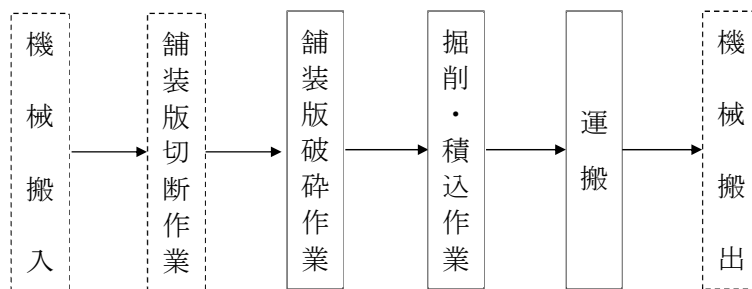 機械搬入
舗装版切断作業
舗装版破砕作業
掘削・積込作業
運搬
機械搬出